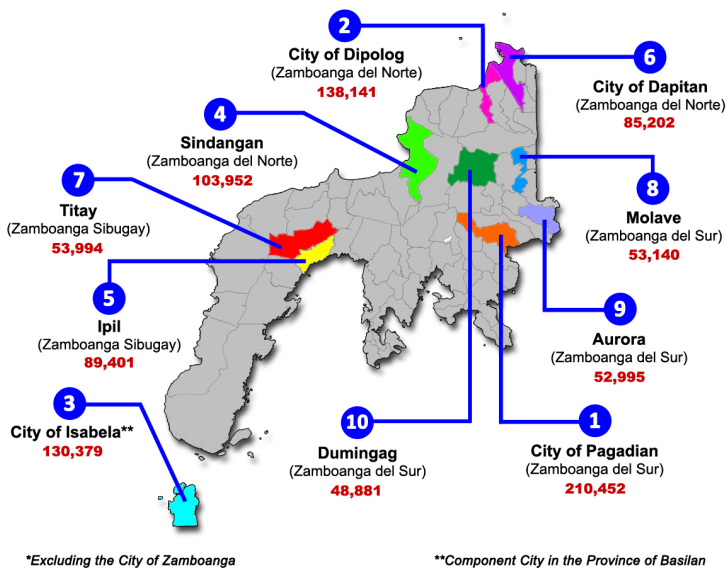 2
City of Dipolog
(Zamboanga del Norte)
138,141
6
City of Dapitan
(Zamboanga del Norte)
85,202
4
Sindangan
(Zamboanga del Norte)
103,952
7
Titay
(Zamboanga Sibugay)
53,994
8
Molave
(Zamboanga del Sur)
53,140
5
Ipil
(Zamboanga Sibugay)
89,401
9
Aurora
(Zamboanga del Sur)
52,995
3
City of Isabela**
130,379
10
Dumingag
(Zamboanga del Sur)
48,881
1
City of Pagadian
(Zamboanga del Sur)
210,452
*Excluding the City of Zamboanga
**Component City in the Province of Basilan